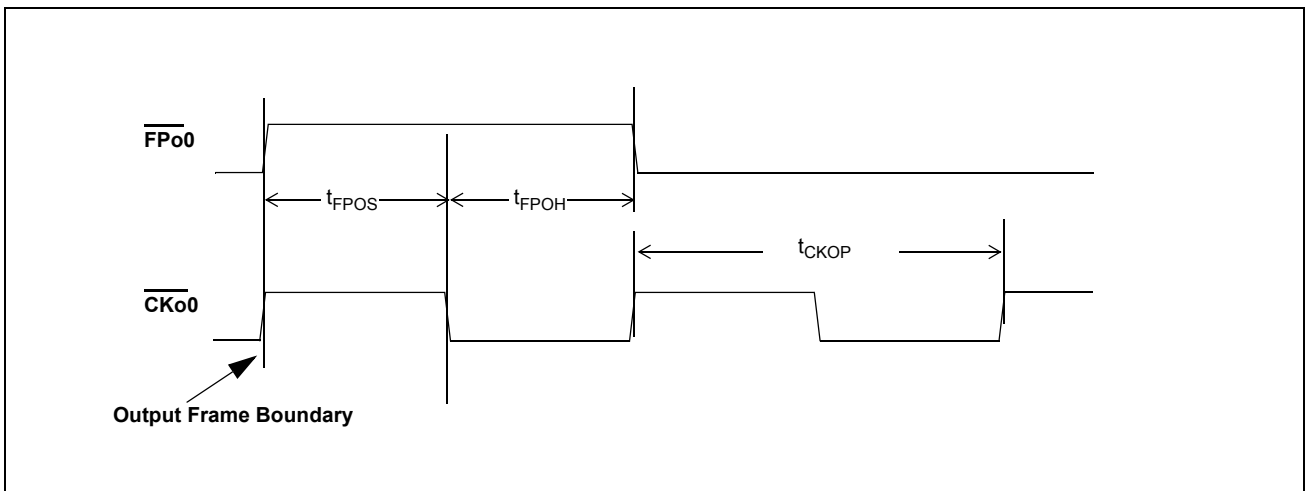 FPo0
tFPOS
tFPOH
tCKOP
CKo0
Output Frame Boundary